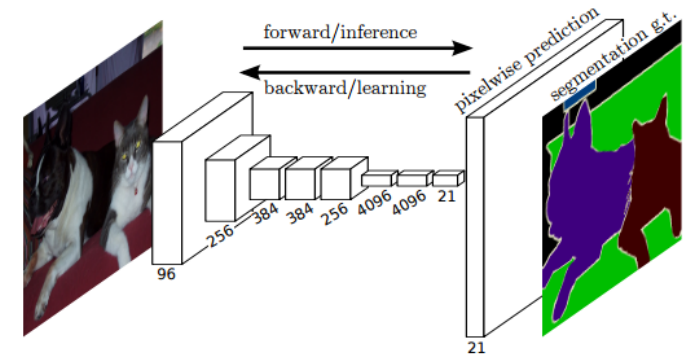 forward/inference
backward/learning
pixelwise prediction
segmentation g.t.
96
256
384
384
256
4096
4096
21
21